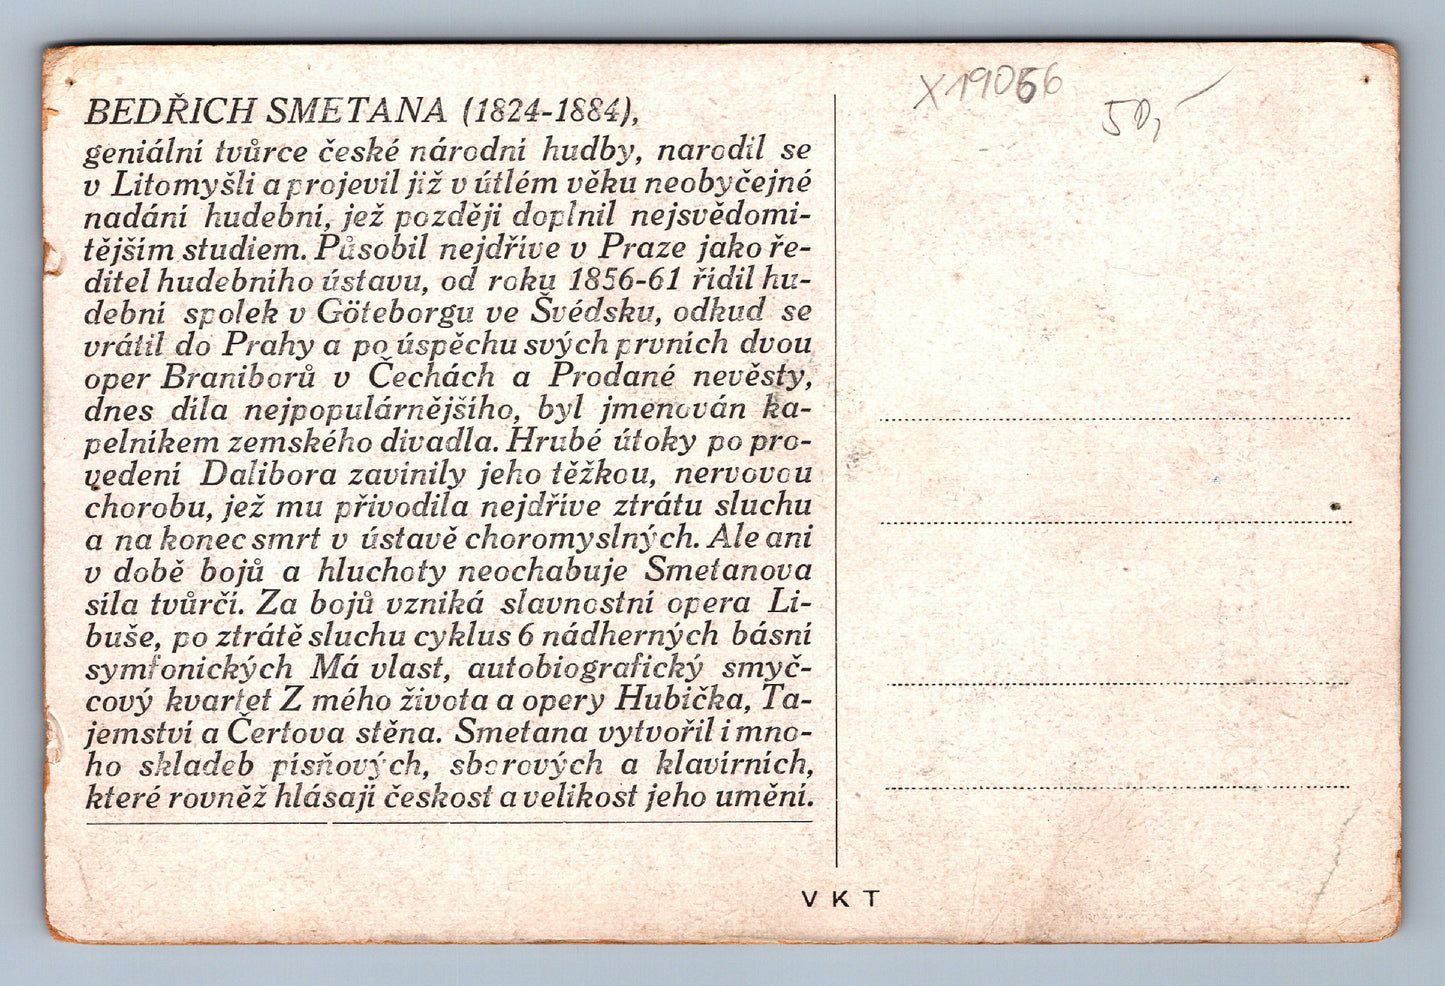 BEDŘICH SMETANA (1824-1884),
geniální tvůrce české národní hudby, narodil se
v Litomyšli a projevil již v útlém věku neobyčejné
nadání hudební, jež později doplnil nejsvědomi-
tějším studiem. Působil nejdříve v Praze jako ře-
ditel hudebního ústavu, od roku 1856-61 řídil hu-
dební spolek v Göteborgu ve Švédsku, odkud se
vrátil do Prahy a po úspěchu svých prvních dvou
oper Braniborů v Čechách a Prodané nevěsty,
dnes díla nejpopulárnějšího, byl jmenován ka-
pelníkem zemského divadla. Hrubé útoky po pro-
vedení Dalibora zavinily jeho těžkou, nervovou
chorobu, jež mu přivodila nejdříve ztrátu sluchu
a na konec smrt v ústavě choromyslných. Ale ani
v době bojů a hluchoty neochabuje Smetanova
síla tvůrčí. Za bojů vzniká slavnostní opera Li-
buše, po ztrátě sluchu cyklus 6 nádherných básní
symfonických Má vlast, autobiografický smyč-
cový kvartet Z mého života a opery Hubička, Ta-
jemství a Čertova stěna. Smetana vytvořil i mno-
ho skladeb písňových, sborových a klavírních,
které rovněž hlásají českost a velikost jeho umění.
X19066
50,-
VKT